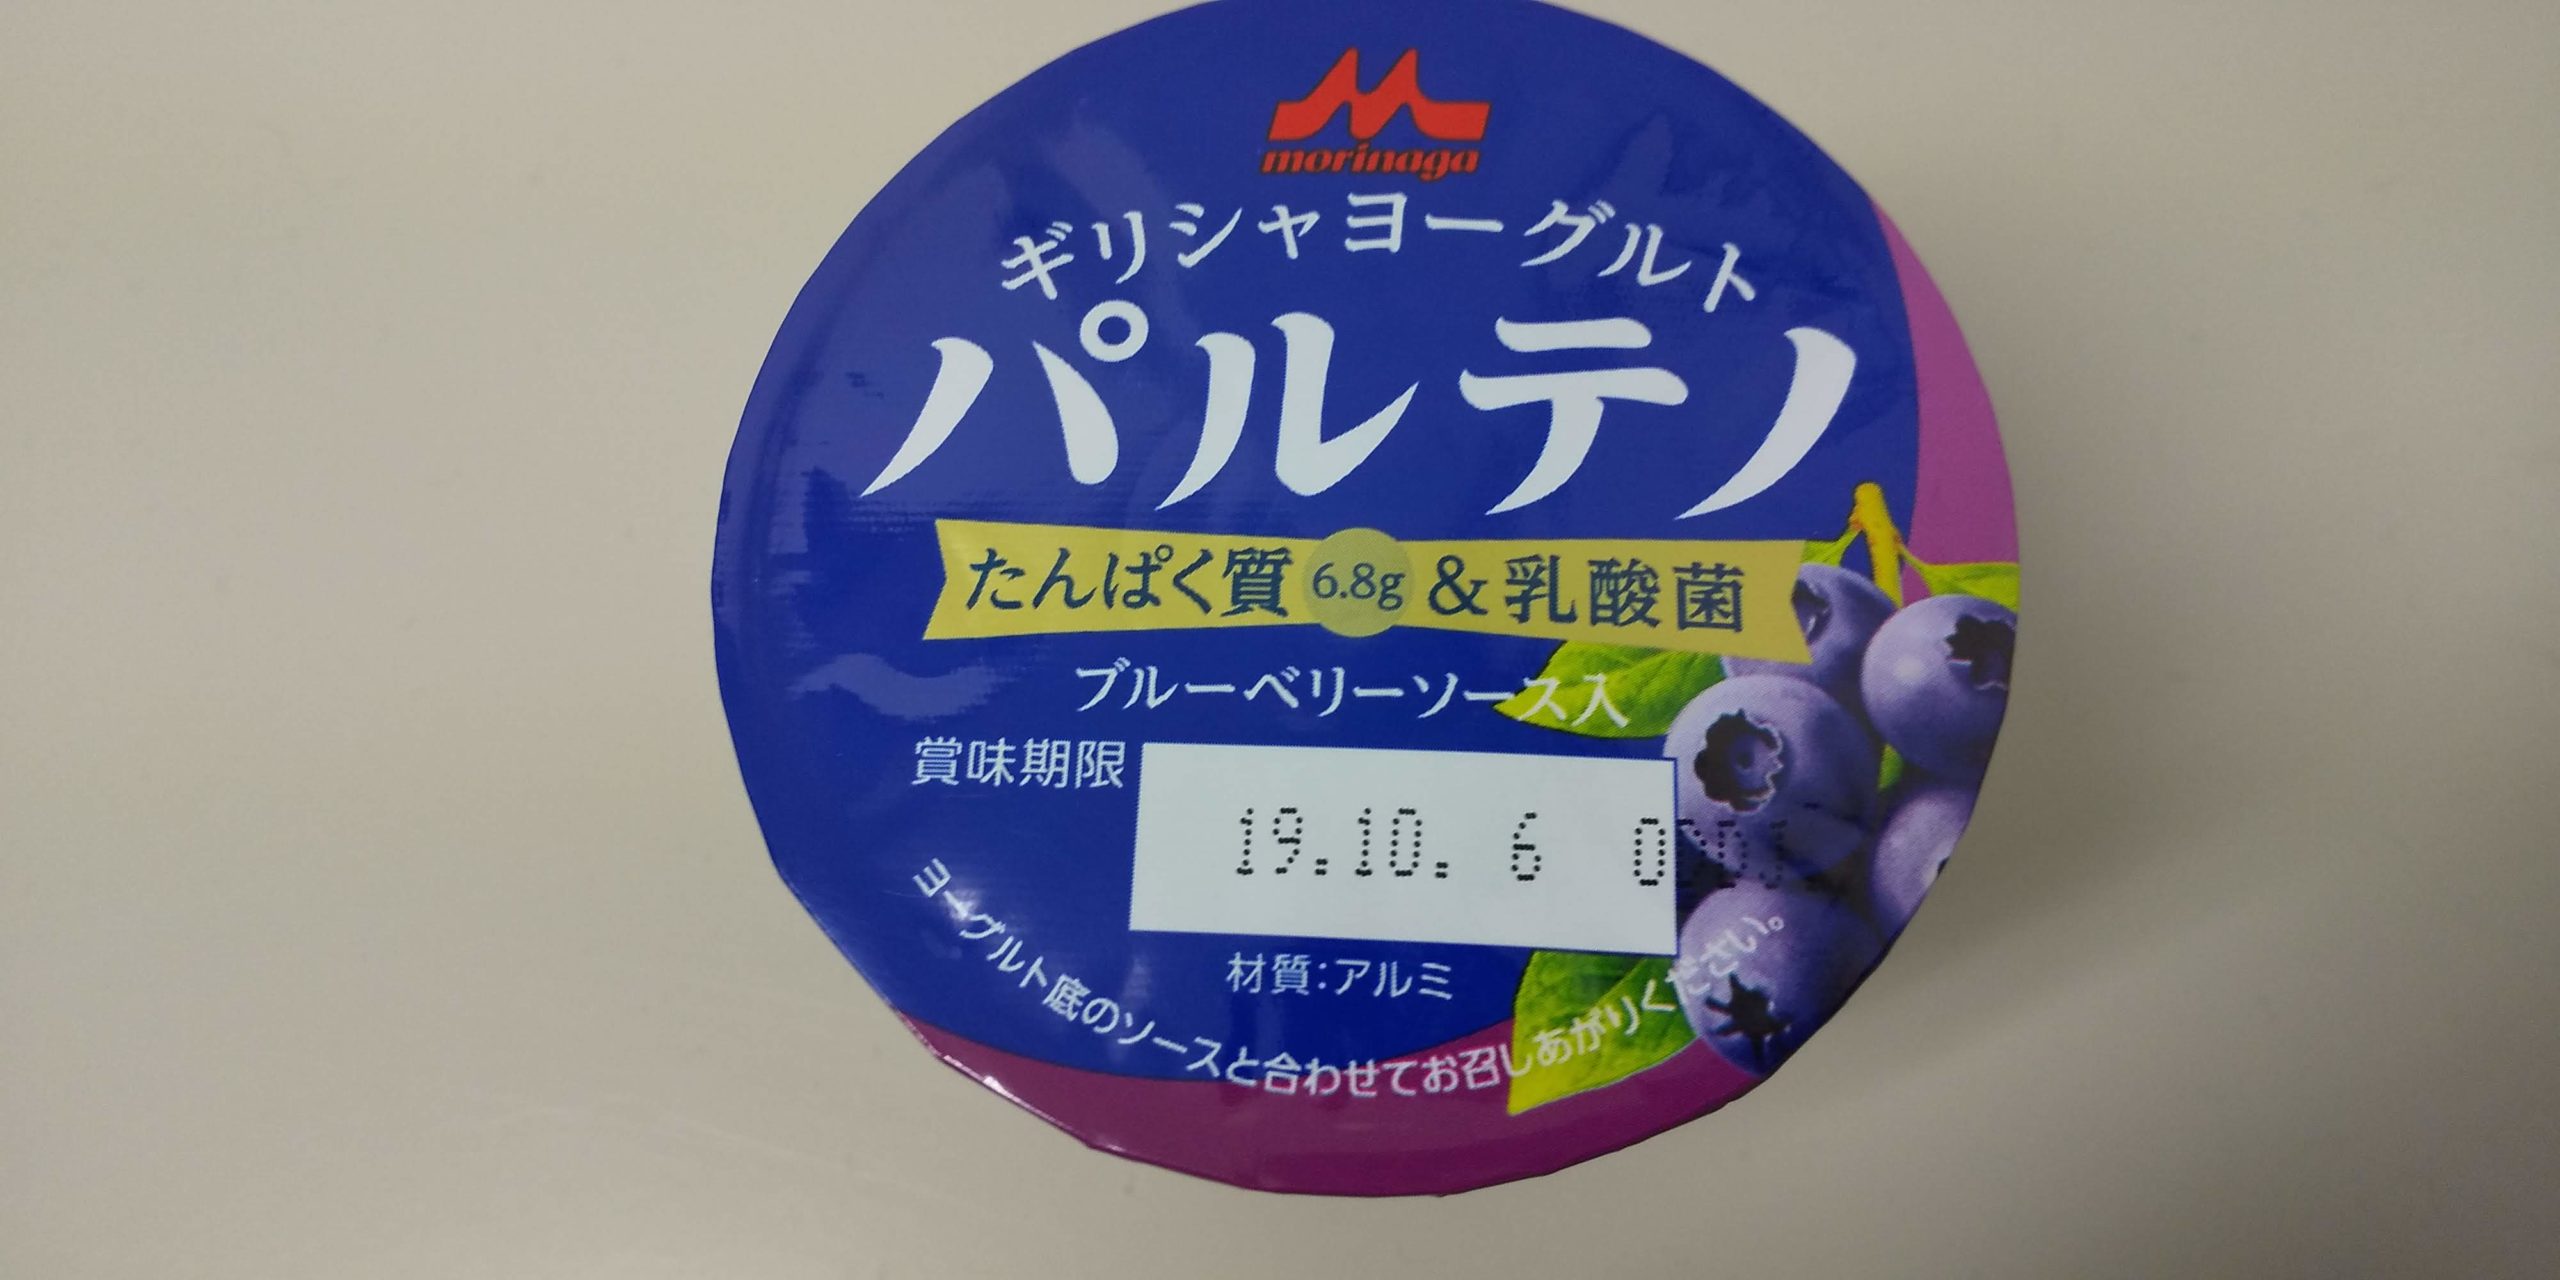 morinaga
ギリシャヨーグルト
パルテノ
たんぱく質 6.8g & 乳酸菌
ブルーベリーソース入
賞味期限
19.10. 6
材質:アルミ
ヨーグルト底のソースと合わせてお召しあがりください。